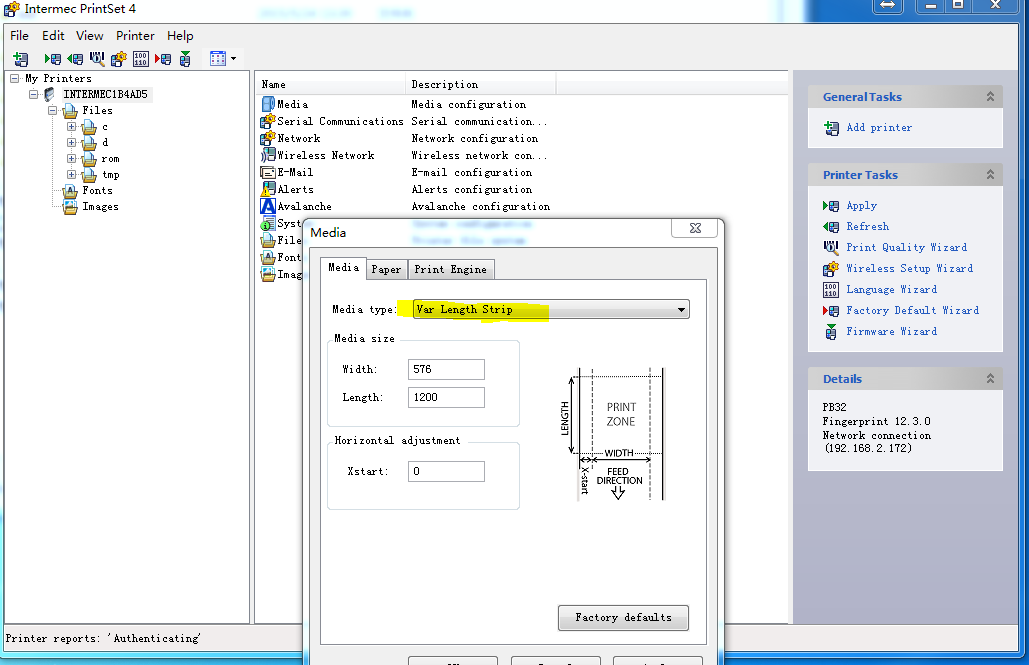 Intermec PrintSet 4
File Edit View Printer Help
My Printers
INTERMEC1B4AD5
Files
c
d
rom
tmp
Fonts
Images
Name Description
Media Media configuration
Serial Communications Serial communication...
Network Network configuration
Wireless Network Wireless network con...
E-Mail E-mail configuration
Alerts Alerts configuration
Avalanche Avalanche configuration
Syst
File
Font
Imag
Media
Media Paper Print Engine
Media type: Var Length Strip
Media size
Width: 576
Length: 1200
Horizontal adjustment
Xstart: 0
LENGTH
PRINT
ZONE
WIDTH
X-start
FEED
DIRECTION
Factory defaults
General Tasks
Add printer
Printer Tasks
Apply
Refresh
Print Quality Wizard
Wireless Setup Wizard
Language Wizard
Factory Default Wizard
Firmware Wizard
Details
PB32
Fingerprint 12.3.0
Network connection
(192.168.2.172)
Printer reports: 'Authenticating'